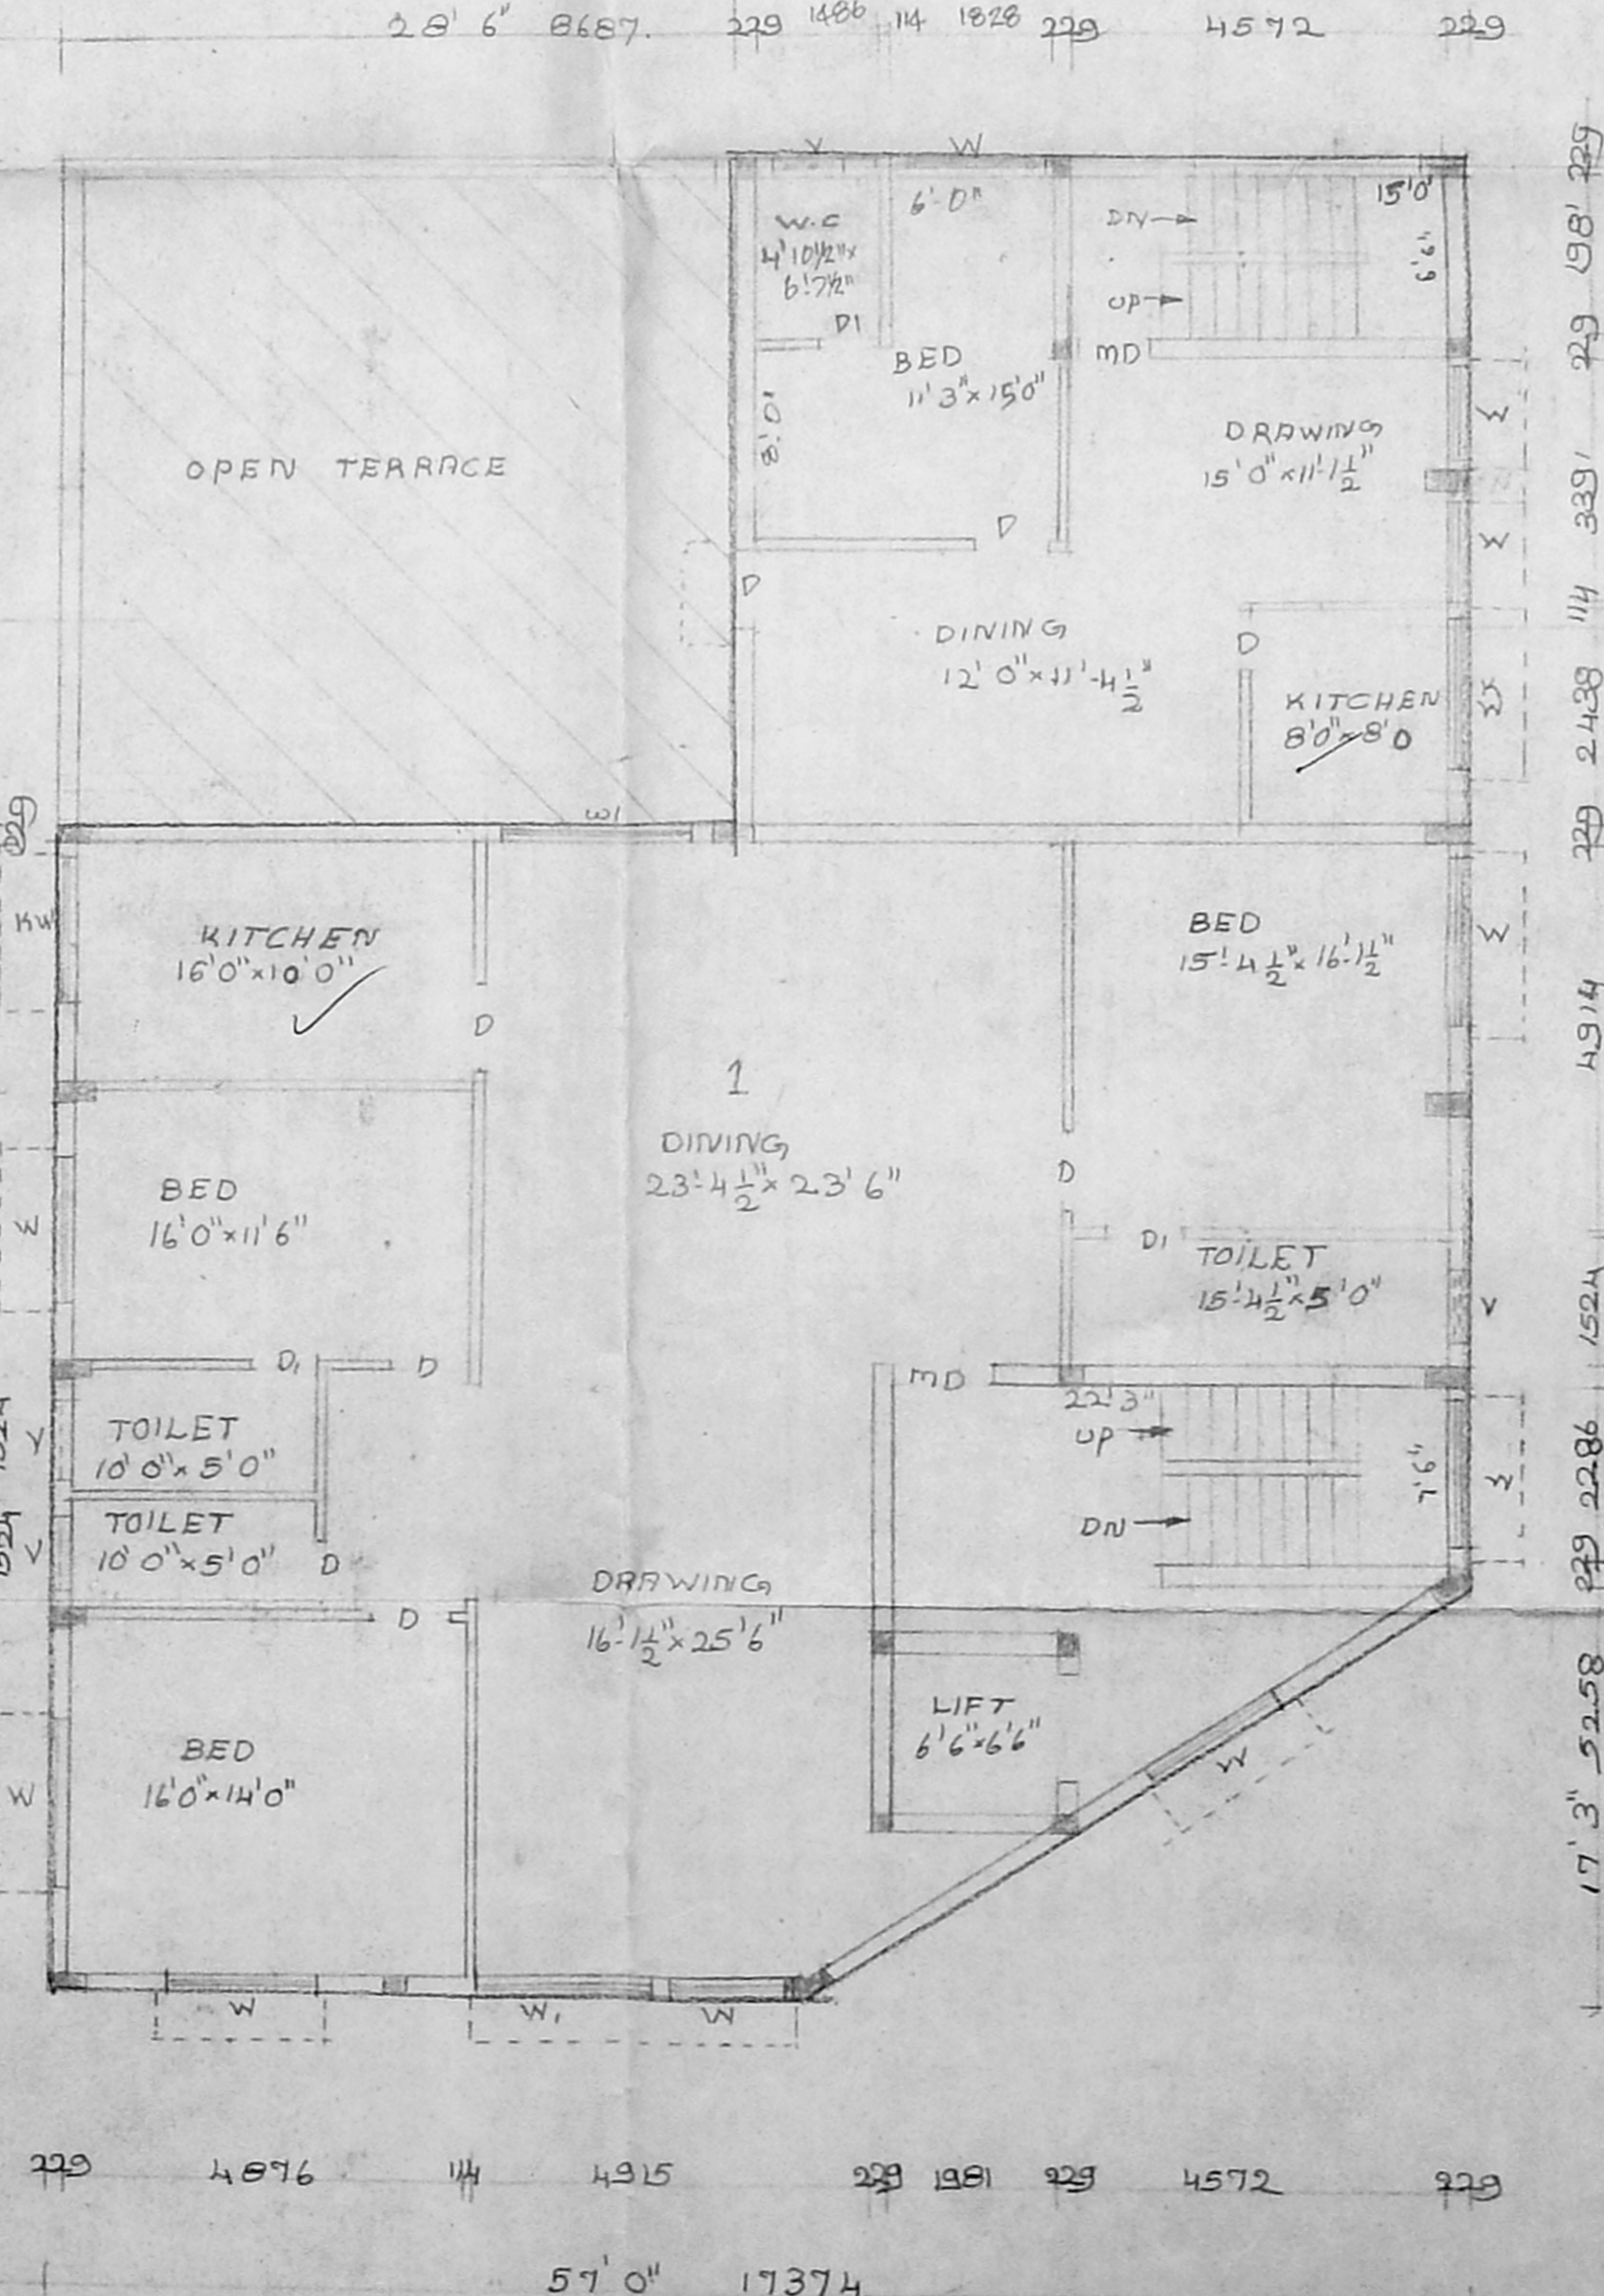 28' 6" 8687. 229 1486 114 1828 229 4572 229
V W
W.C
4'10½"x
6'.7½"
D1
6'-0"
DN
UP
15'0'
6'6"
MD
BED
11'3"x15'0"
8'.0'
D
DRAWING
15'0"x11'-1½"
OPEN TERRACE
D
DINING
12'0"x11'-4½"
D
KITCHEN
8'0"x8'0
W1
W
W
W
229 1981 229 3391 114 2438 229 4914 1524 229 2286 229 17' 3" 5258
229
KW
KITCHEN
16'0"x10'0"
D
BED
15'-4½"x16'-1½"
1
DINING
23'-4½"x23'6"
D
BED
16'0"x11'6"
W
D1
TOILET
15'-4½"x5'0"
V
D1
D
MD
22'3"
UP
7'6"
DN
W
TOILET
10'0"x5'0"
V
TOILET
10'0"x5'0"
D
1524 V
D
DRAWING
16'-1½"x25'6"
LIFT
6'6"x6'6"
W
BED
16'0"x14'0"
W
W
W1
W
229 4876 114 4915 229 1981 229 4572 229
57' 0" 17374